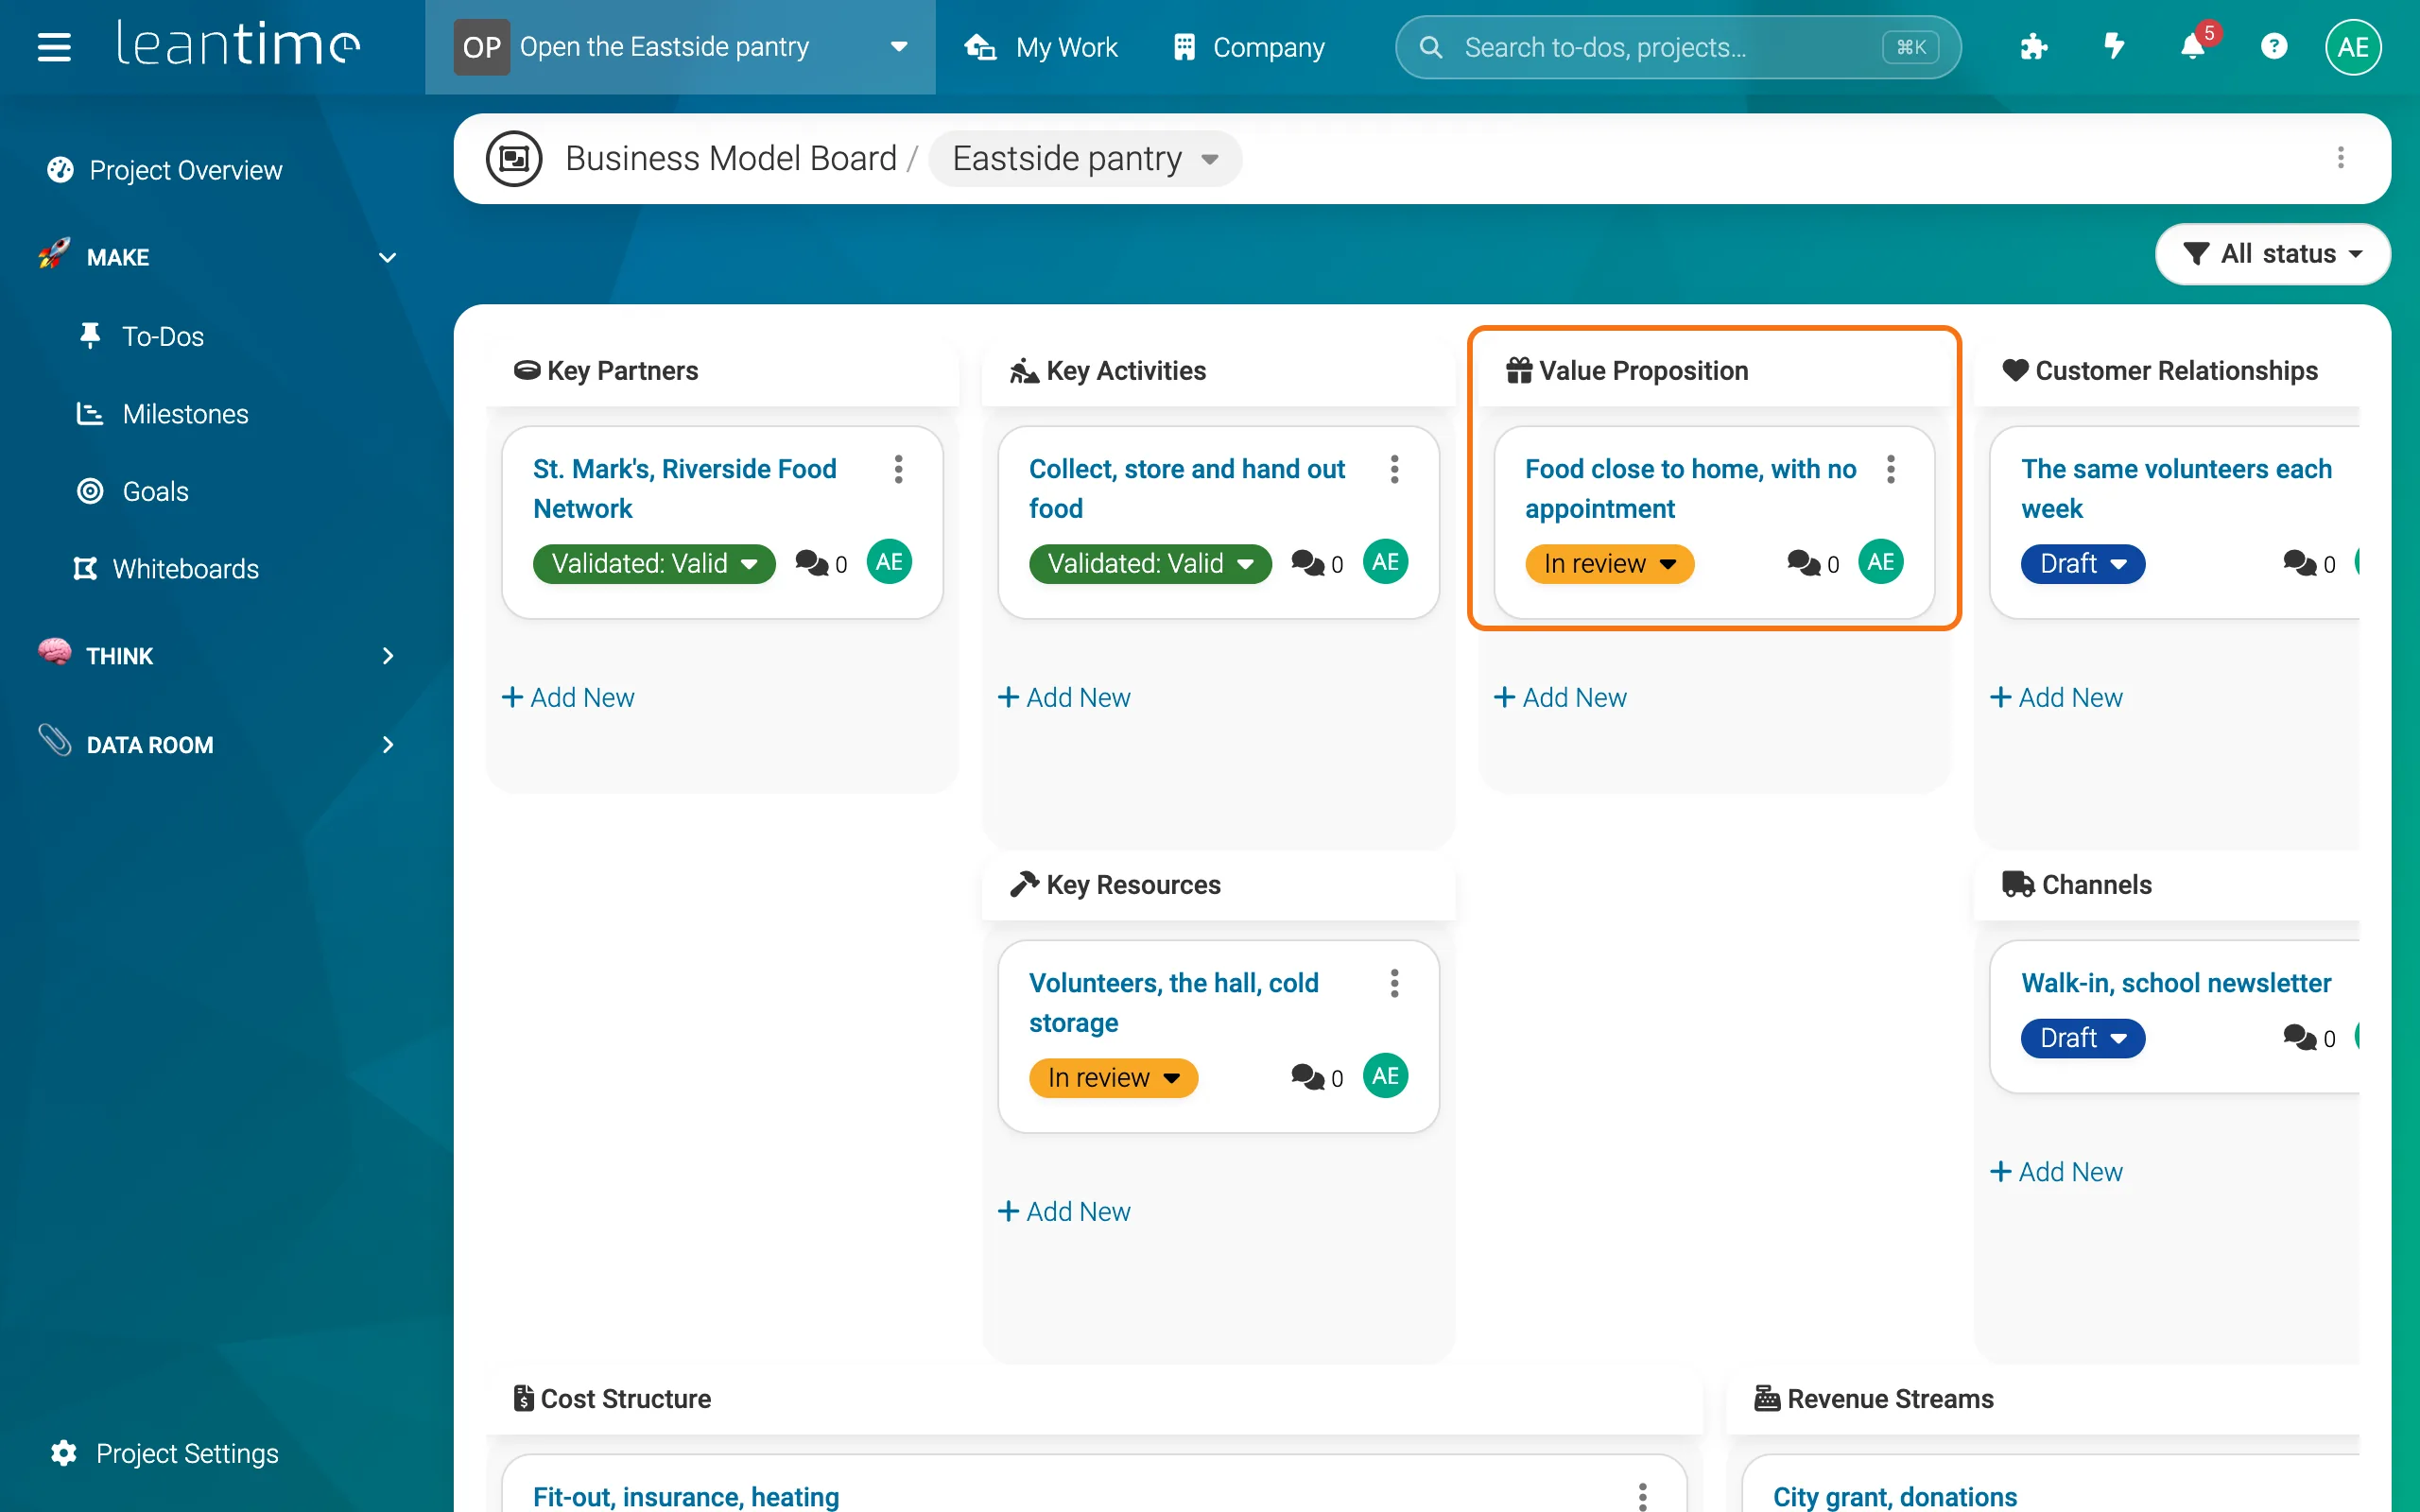 leantime
OP Open the Eastside pantry
My Work
Company
Search to-dos, projects...
⌘K
5
?
AE
Project Overview
MAKE
To-Dos
Milestones
Goals
Whiteboards
THINK
DATA ROOM
Project Settings
Business Model Board / Eastside pantry
All status
Key Partners
St. Mark's, Riverside Food
Network
Validated: Valid 0 AE
+ Add New
Key Activities
Collect, store and hand out
food
Validated: Valid 0 AE
+ Add New
Value Proposition
Food close to home, with no
appointment
In review 0 AE
+ Add New
Customer Relationships
The same volunteers each
week
Draft 0
+ Add New
Key Resources
Volunteers, the hall, cold
storage
In review 0 AE
+ Add New
Channels
Walk-in, school newsletter
Draft 0
+ Add New
Cost Structure
Fit-out, insurance, heating
Revenue Streams
City grant, donations